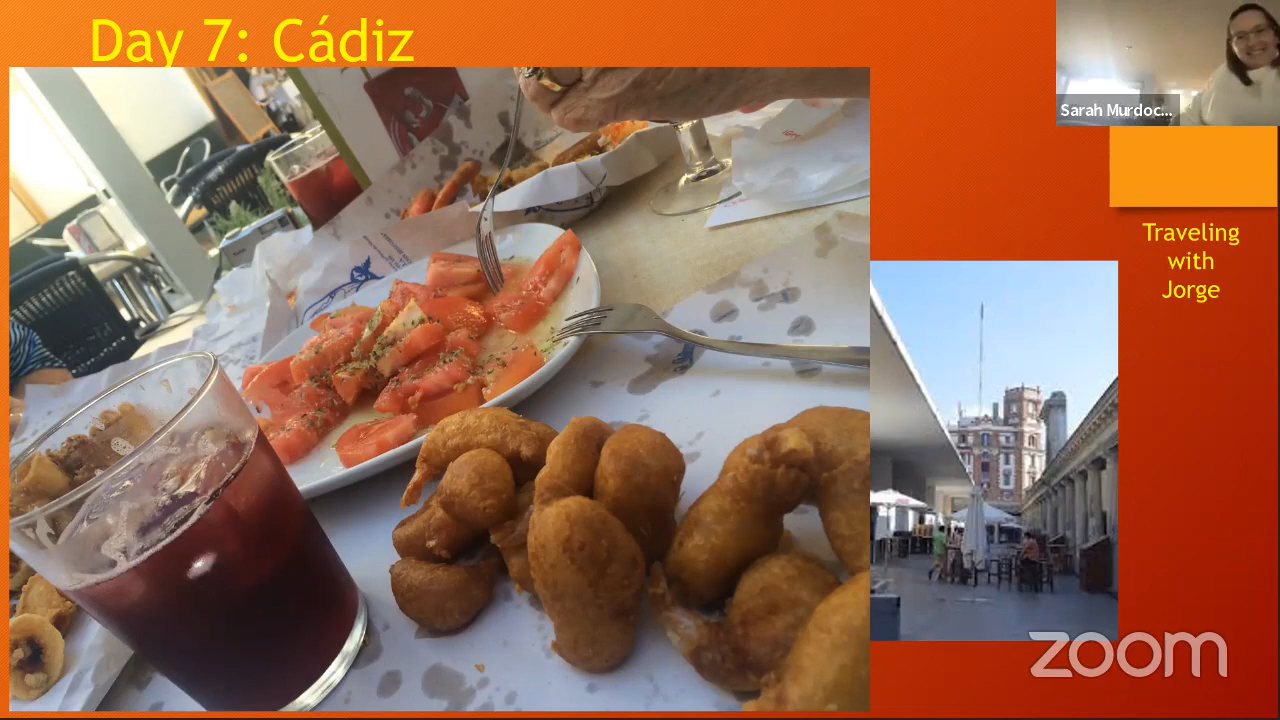 Day 7: Cádiz
Sarah Murdoc...
Traveling
with
Jorge
zoom